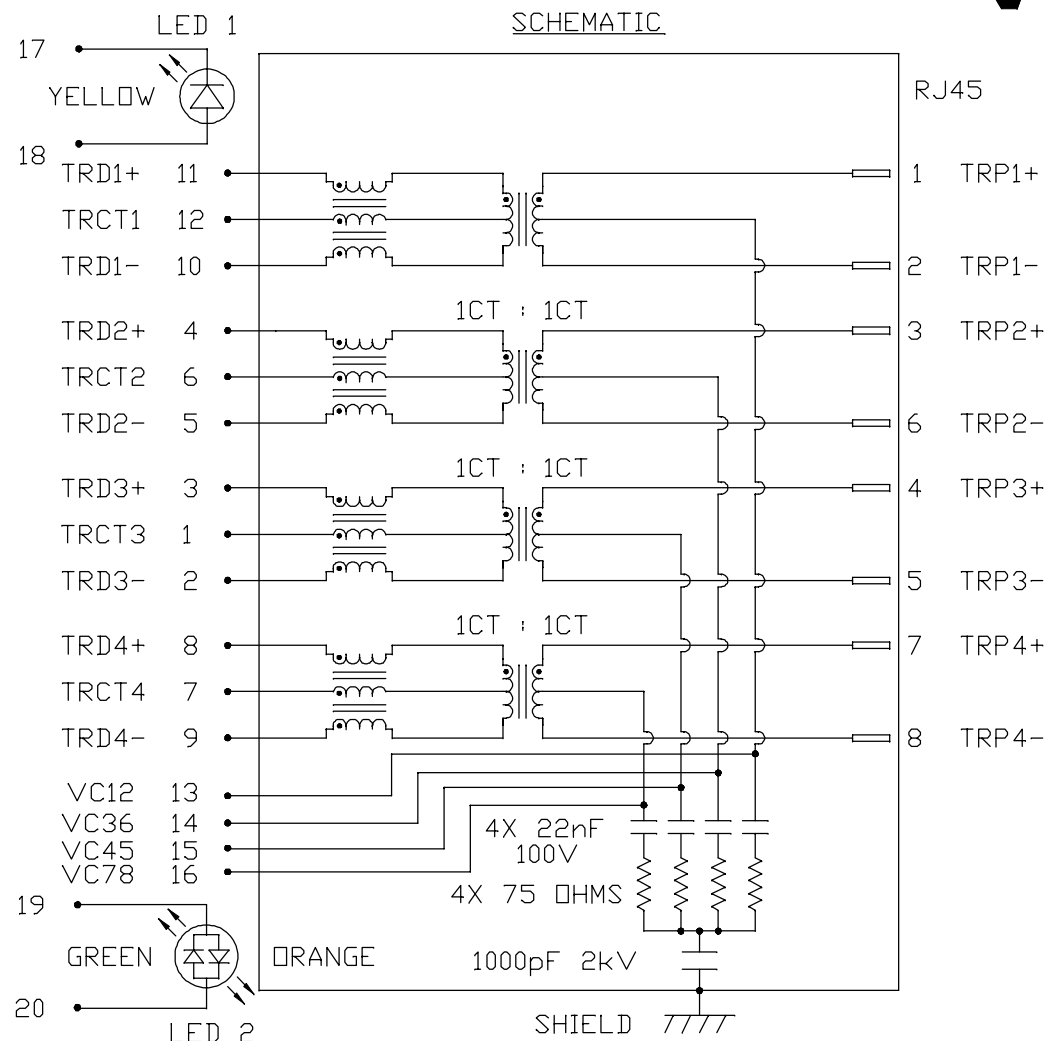 SCHEMATIC
LED 1
17
YELLOW
18
RJ45
TRD1+ 11 1 TRP1+
TRCT1 12
TRD1- 10 2 TRP1-
1CT : 1CT
TRD2+ 4 3 TRP2+
TRCT2 6
TRD2- 5 6 TRP2-
1CT : 1CT
TRD3+ 3 4 TRP3+
TRCT3 1
TRD3- 2 5 TRP3-
1CT : 1CT
TRD4+ 8 7 TRP4+
TRCT4 7
TRD4- 9 8 TRP4-
VC12 13
VC36 14
VC45 15
VC78 16
4X 22nF
100V
4X 75 OHMS
19
GREEN
ORANGE
1000pF 2kV
20
LED 2
SHIELD